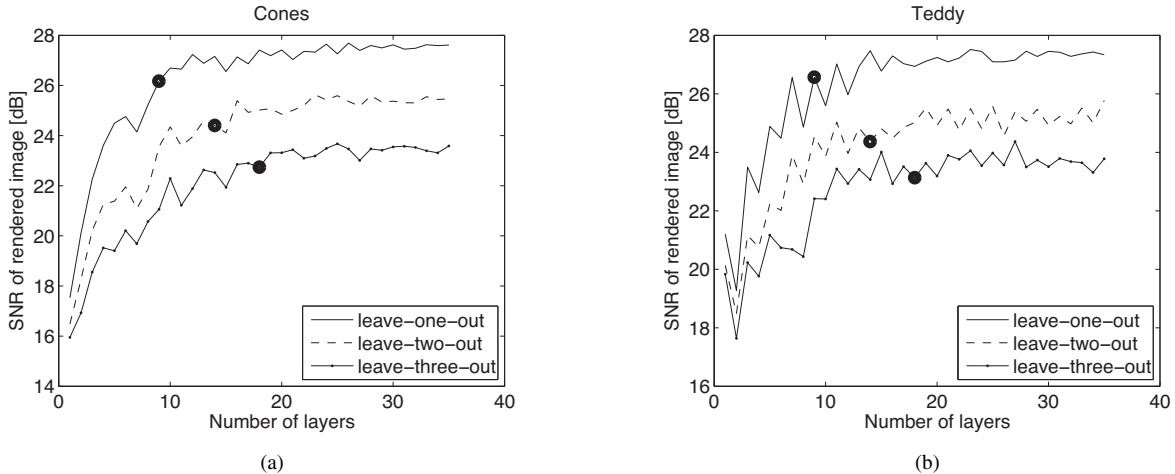 Cones
SNR of rendered image [dB]
28
26
24
22
20
18
16
14
0
10
20
30
40
Number of layers
leave−one−out
leave−two−out
leave−three−out
(a)
Teddy
SNR of rendered image [dB]
28
26
24
22
20
18
16
0
10
20
30
40
Number of layers
leave−one−out
leave−two−out
leave−three−out
(b)